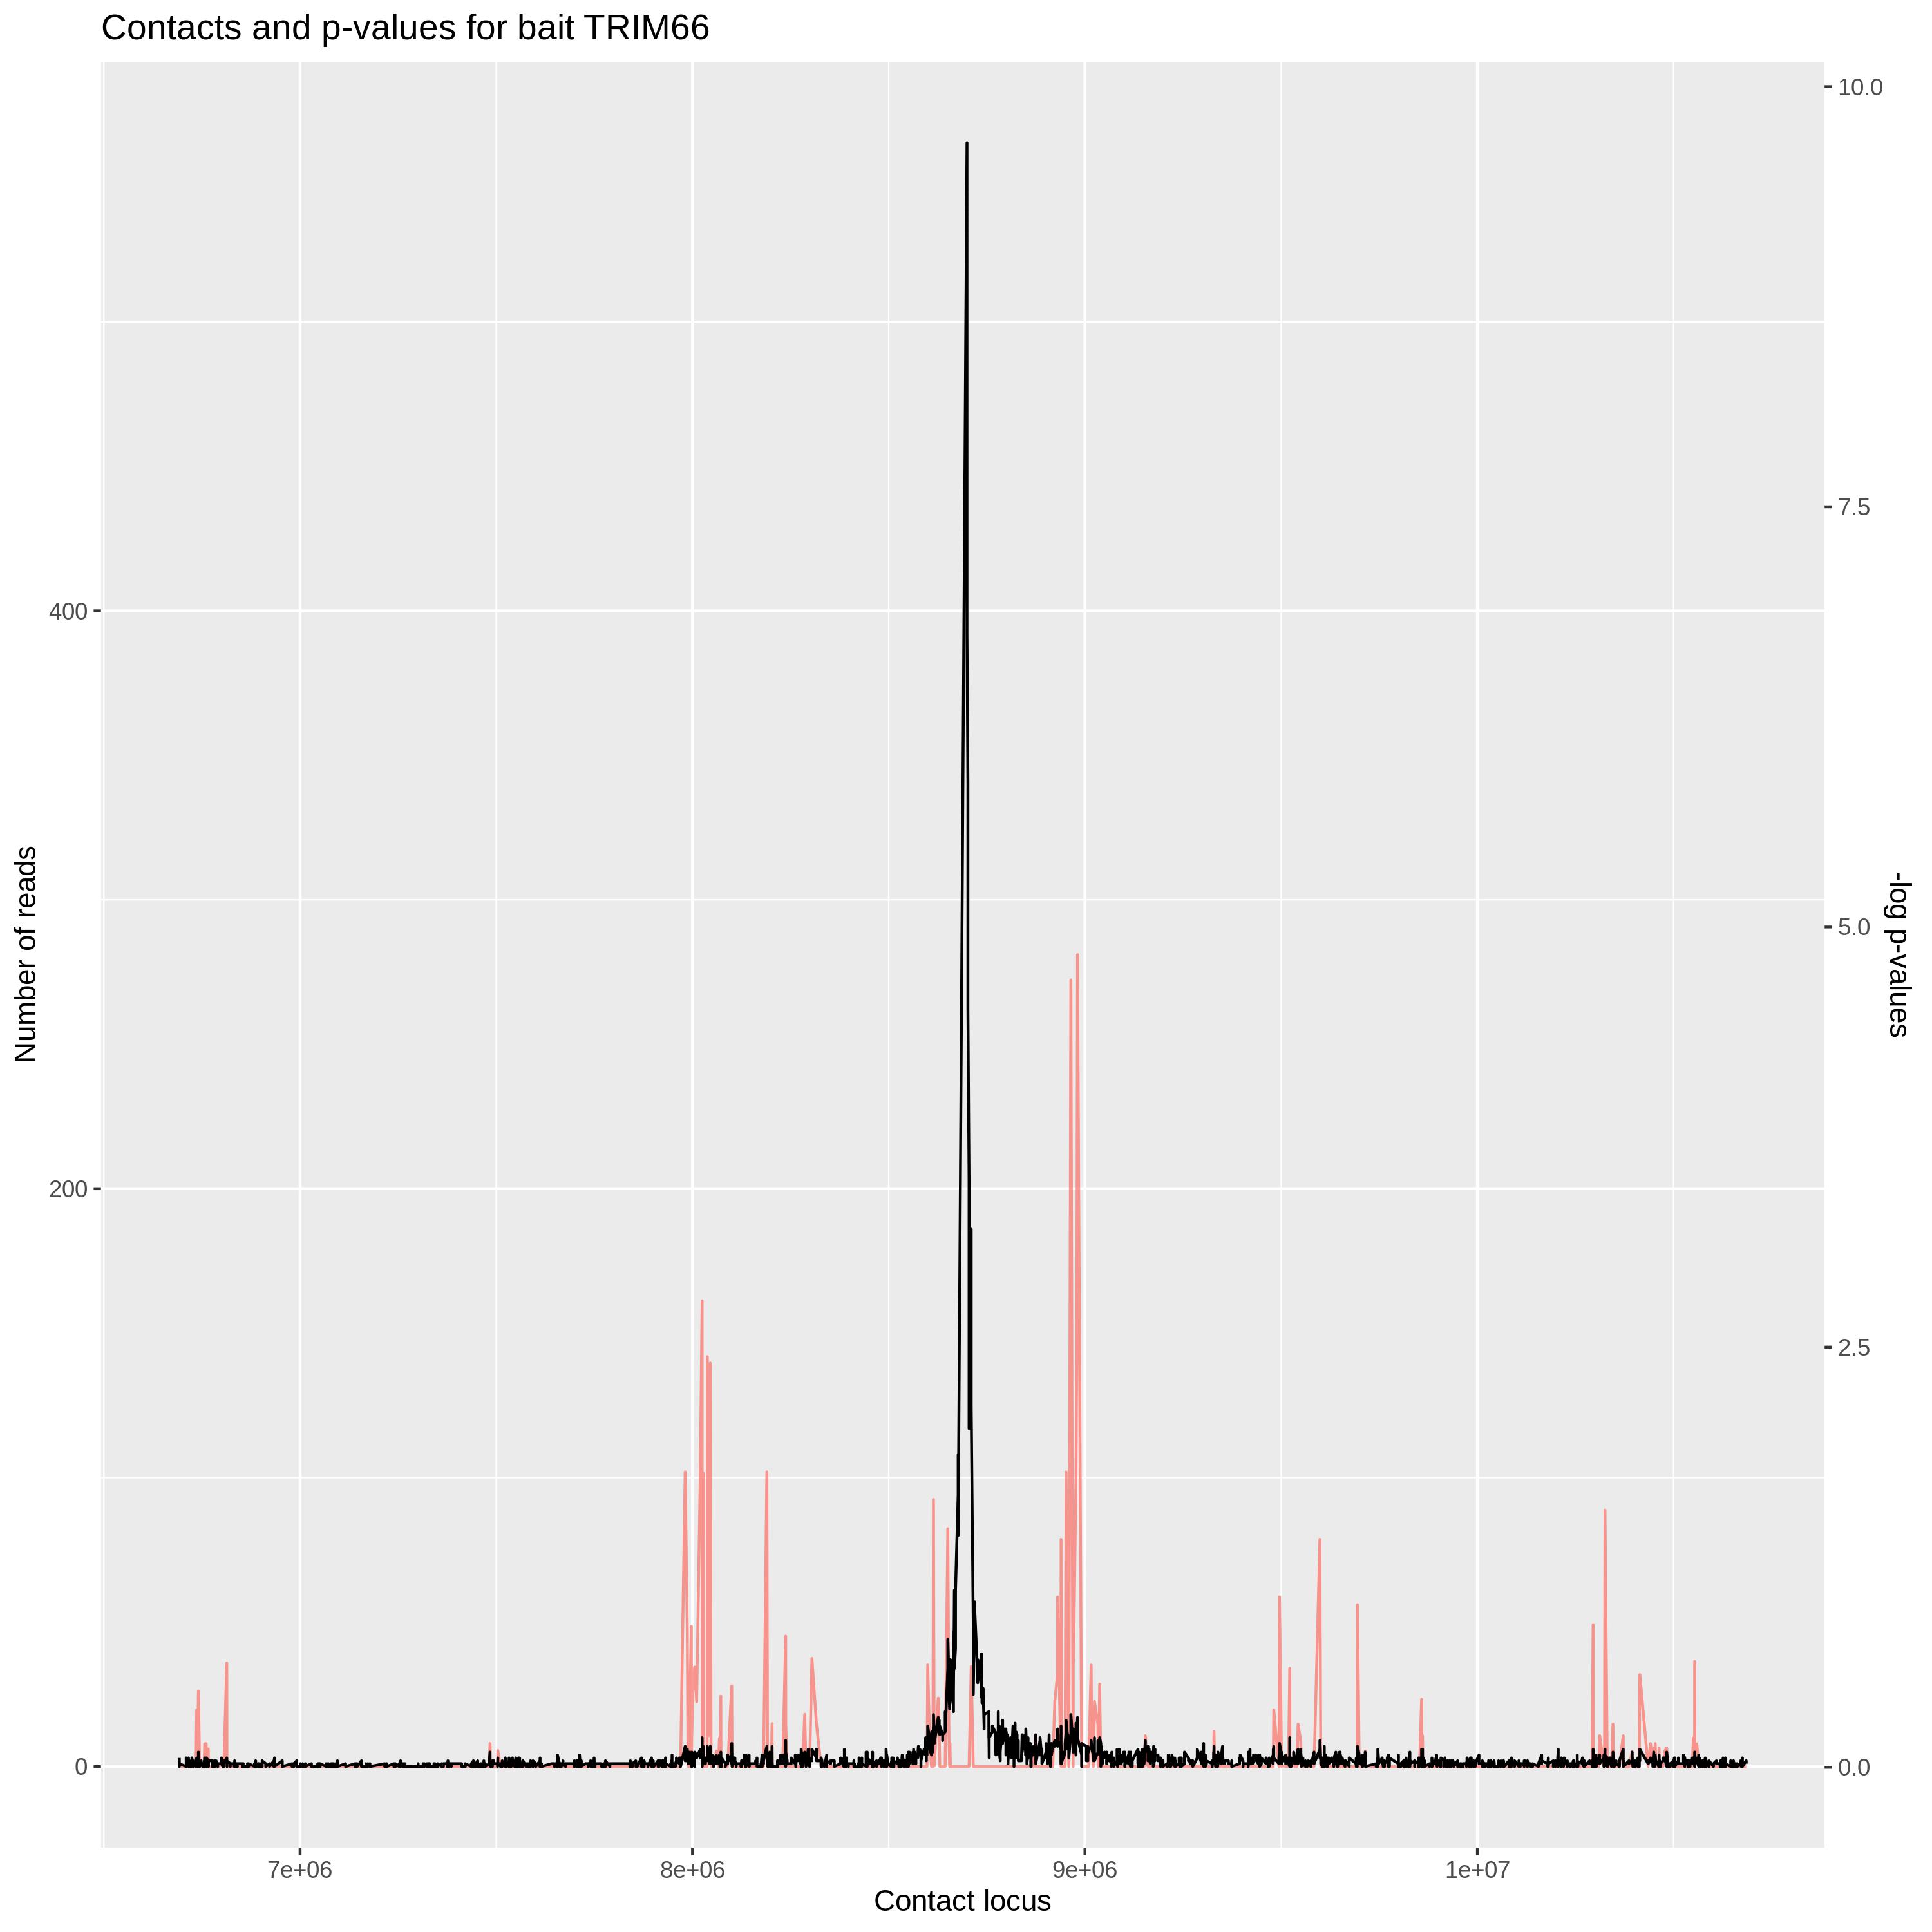 Contacts and p-values for bait TRIM66
Number of reads
400
200
0
10.0
7.5
5.0
2.5
0.0
-log p-values
7e+06
8e+06
9e+06
1e+07
Contact locus